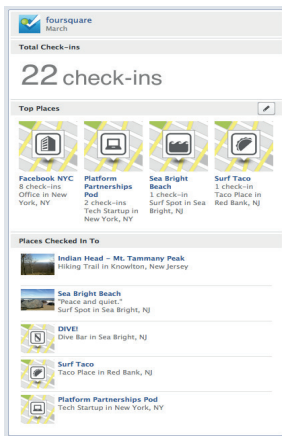 foursquare
March
Total Check-ins
22 check-ins
Top Places
Facebook NYC
8 check-ins
Office in New
York, NY
Platform
Partnerships
Pod
2 check-ins
Tech Startup in
New York, NY
Sea Bright
Beach
1 check-in
Surf Spot in Sea
Bright, NJ
Surf Taco
1 check-in
Taco Place in
Red Bank, NJ
Places Checked In To
Indian Head - Mt. Tammany Peak
Hiking Trail in Knowlton, New Jersey
Sea Bright Beach
"Peace and quiet."
Surf Spot in Sea Bright, NJ
DIVE!
Dive Bar in Sea Bright, NJ
Surf Taco
Taco Place in Red Bank, NJ
Platform Partnerships Pod
Tech Startup in New York, NY